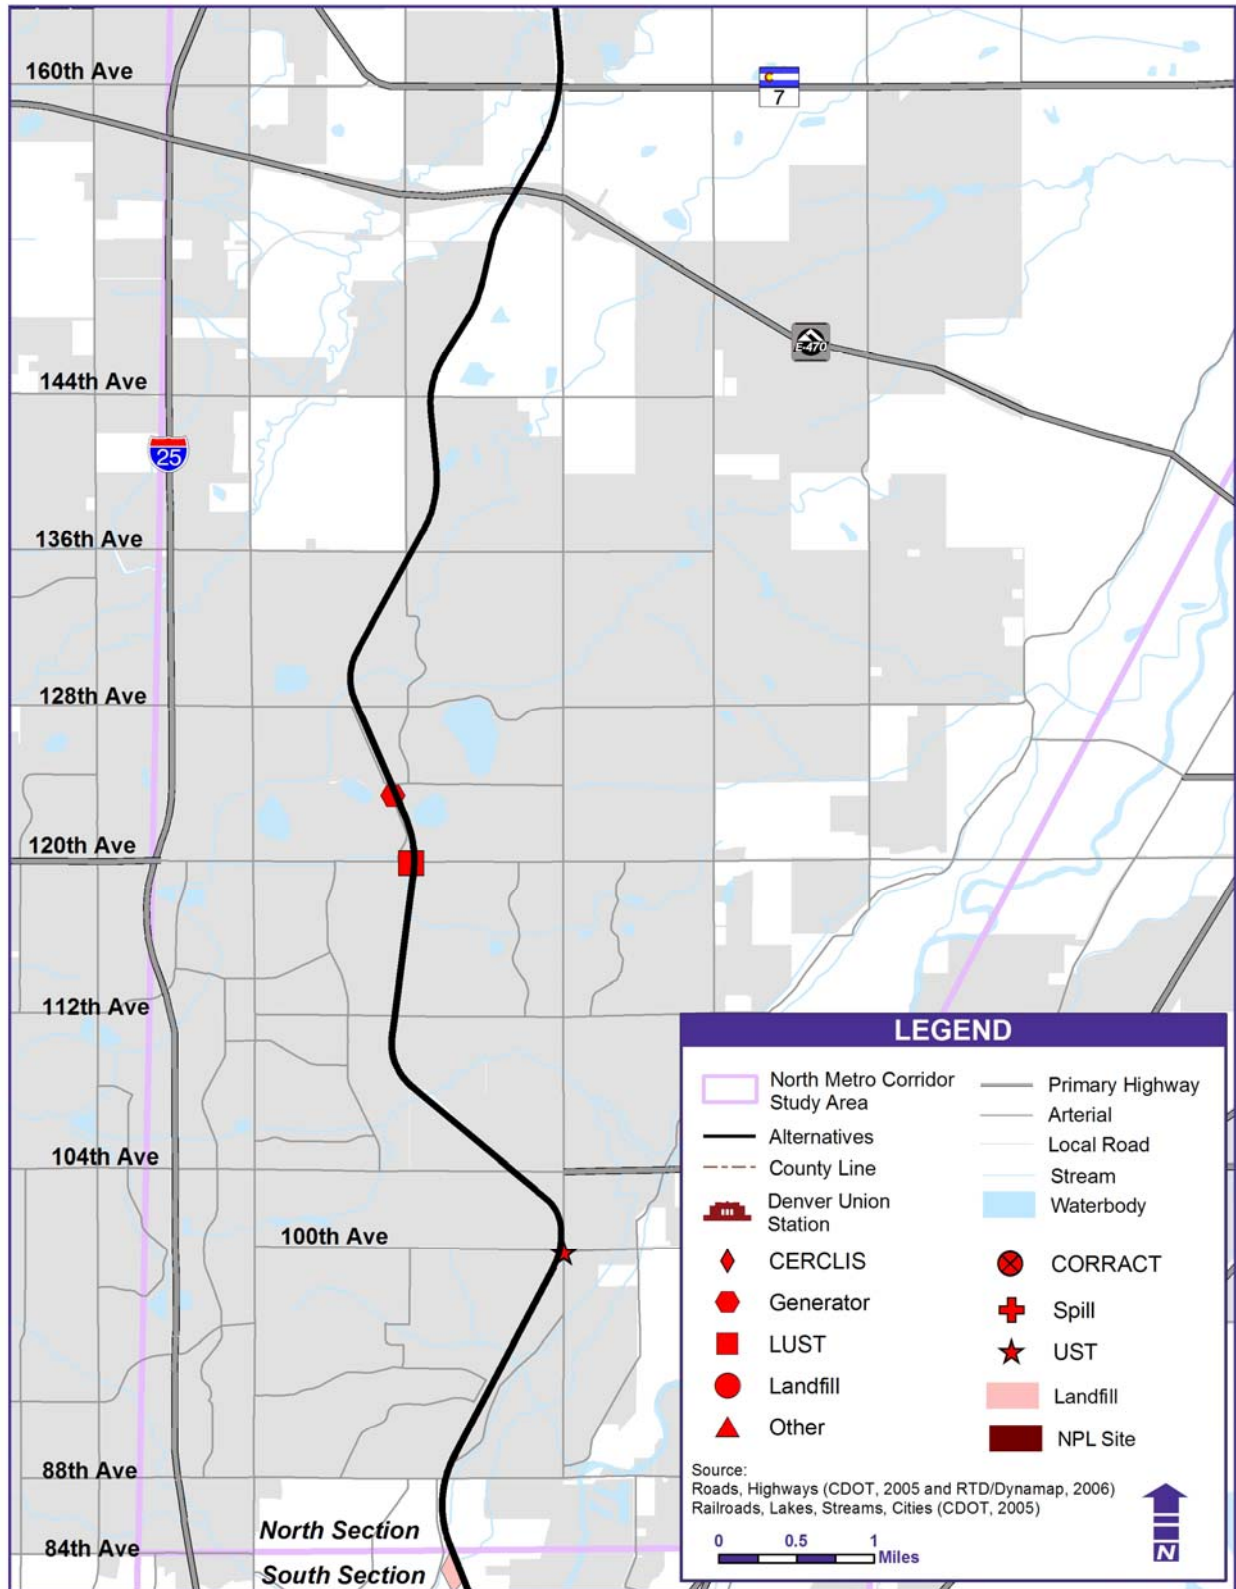 160th Ave
7
E-470
144th Ave
25
136th Ave
128th Ave
120th Ave
112th Ave
104th Ave
100th Ave
88th Ave
North Section
84th Ave
South Section
LEGEND
North Metro Corridor
Study Area
Alternatives
County Line
Denver Union
Station
CERCLIS
Generator
LUST
Landfill
Other
Primary Highway
Arterial
Local Road
Stream
Waterbody
CORRACT
Spill
UST
Landfill
NPL Site
Source:
Roads, Highways (CDOT, 2005 and RTD/Dynamap, 2006)
Railroads, Lakes, Streams, Cities (CDOT, 2005)
0 0.5 1
Miles
N